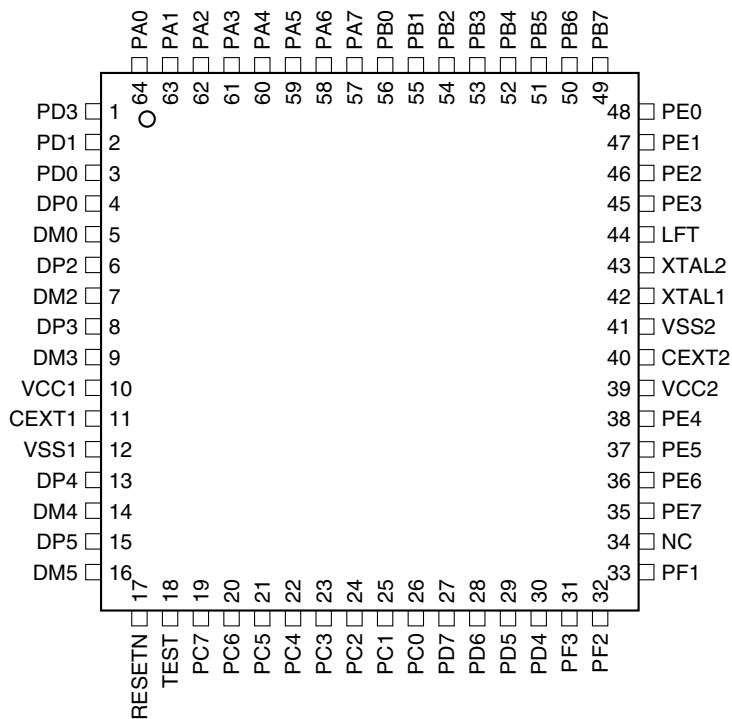 PA0 PA1 PA2 PA3 PA4 PA5 PA6 PA7 PB0 PB1 PB2 PB3 PB4 PB5 PB6 PB7
64 63 62 61 60 59 58 57 56 55 54 53 52 51 50 49
PD3 1 48 PE0
PD1 2 47 PE1
PD0 3 46 PE2
DP0 4 45 PE3
DM0 5 44 LFT
DP2 6 43 XTAL2
DM2 7 42 XTAL1
DP3 8 41 VSS2
DM3 9 40 CEXT2
VCC1 10 39 VCC2
CEXT1 11 38 PE4
VSS1 12 37 PE5
DP4 13 36 PE6
DM4 14 35 PE7
DP5 15 34 NC
DM5 16 33 PF1
17 18 19 20 21 22 23 24 25 26 27 28 29 30 31 32
RESETN TEST PC7 PC6 PC5 PC4 PC3 PC2 PC1 PC0 PD7 PD6 PD5 PD4 PF3 PF2